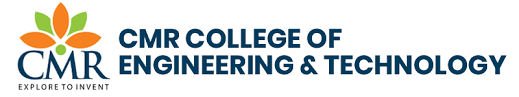 CMR
EXPLORE TO INVENT
CMR COLLEGE OF
ENGINEERING & TECHNOLOGY